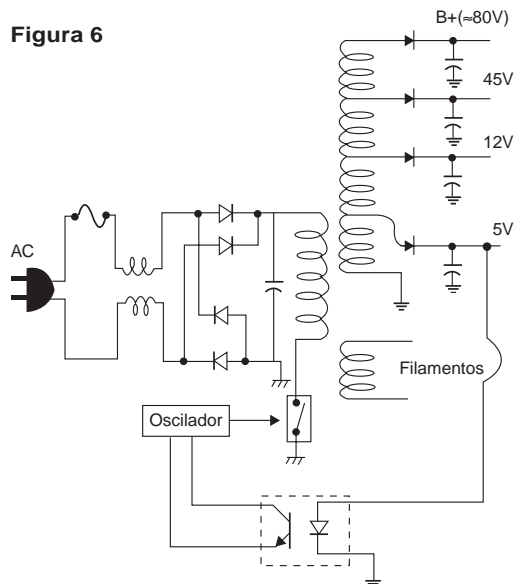 Figura 6
B+(≈80V)
45V
12V
5V
AC
Filamentos
Oscilador